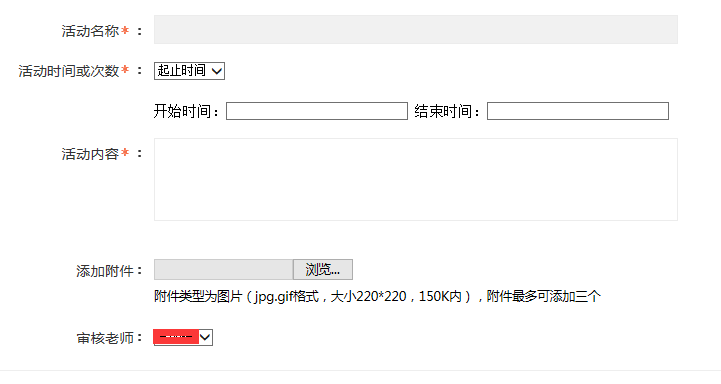 活动名称* :
活动时间或次数* : 起止时间
开始时间: 结束时间:
活动内容* :
添加附件: 浏览...
附件类型为图片（jpg.gif格式，大小220*220，150K内），附件最多可添加三个
审核老师: